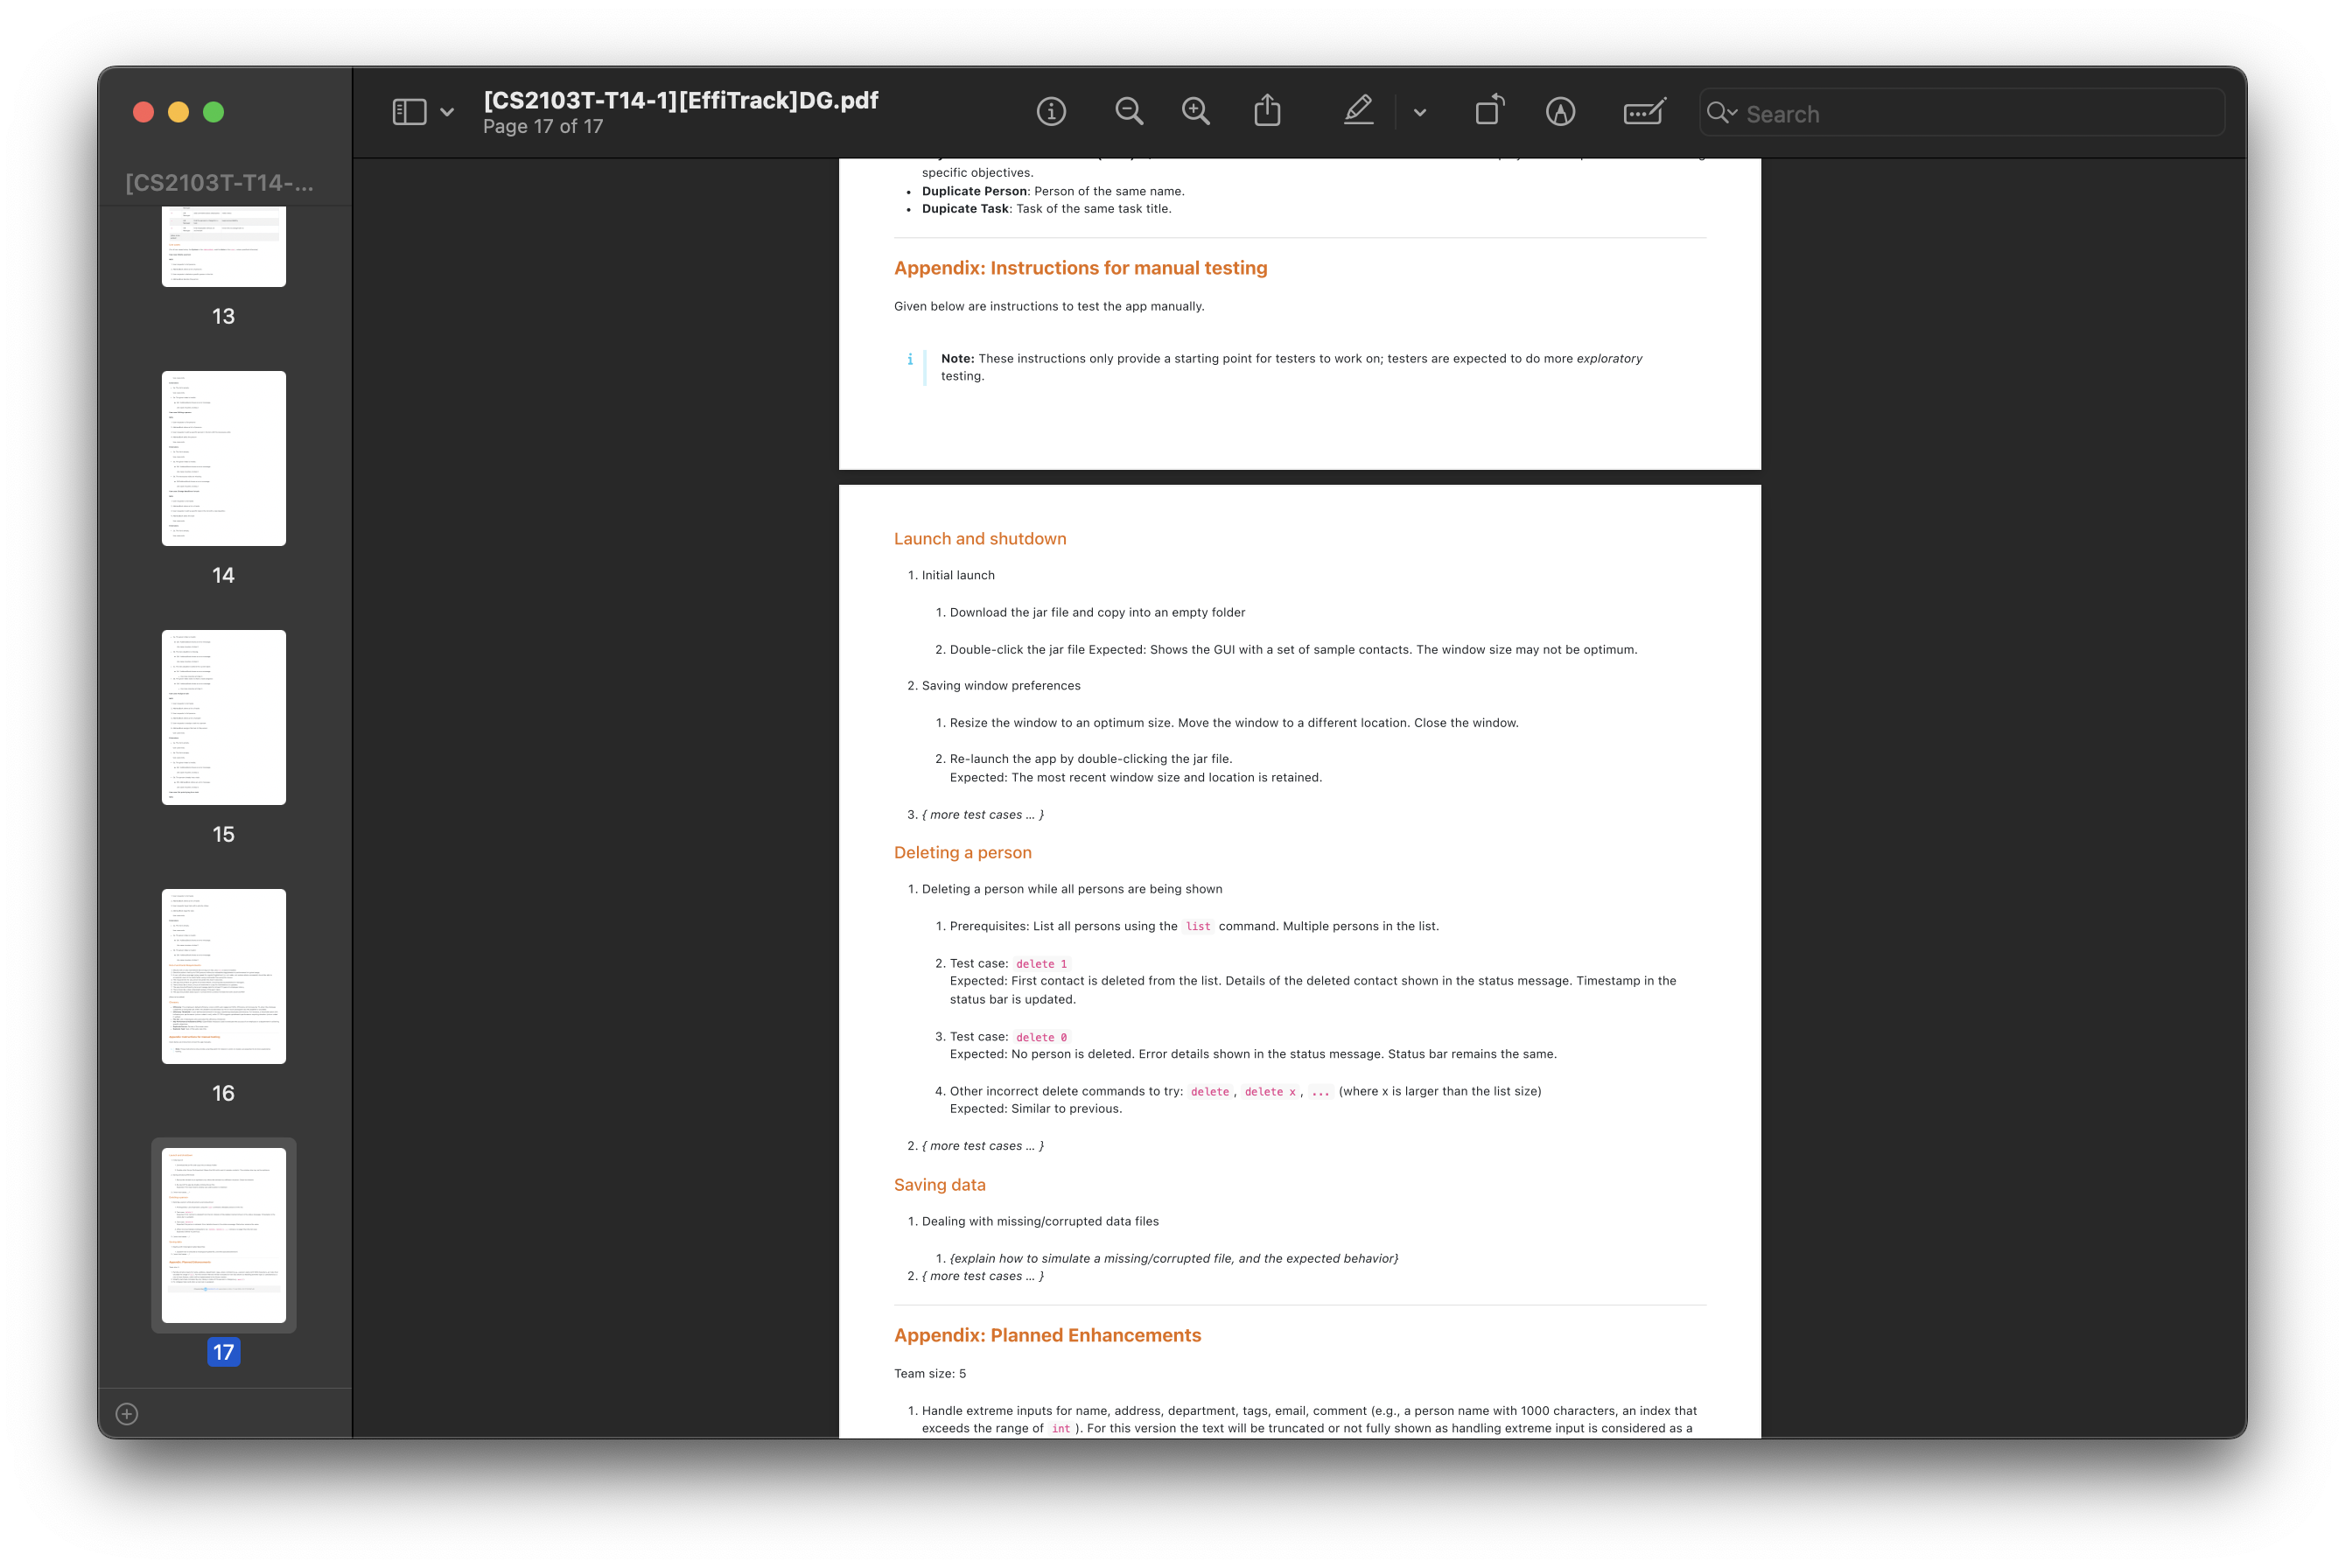 [CS2103T-T14-1][EffiTrack]DG.pdf
Page 17 of 17
Search
[CS2103T-T14-...
13
14
15
16
17
specific objectives.
• Duplicate Person: Person of the same name.
• Dupicate Task: Task of the same task title.
Appendix: Instructions for manual testing
Given below are instructions to test the app manually.
Note: These instructions only provide a starting point for testers to work on; testers are expected to do more exploratory
testing.
Launch and shutdown
1. Initial launch
1. Download the jar file and copy into an empty folder
2. Double-click the jar file Expected: Shows the GUI with a set of sample contacts. The window size may not be optimum.
2. Saving window preferences
1. Resize the window to an optimum size. Move the window to a different location. Close the window.
2. Re-launch the app by double-clicking the jar file.
Expected: The most recent window size and location is retained.
3. { more test cases … }
Deleting a person
1. Deleting a person while all persons are being shown
1. Prerequisites: List all persons using the list command. Multiple persons in the list.
2. Test case: delete 1
Expected: First contact is deleted from the list. Details of the deleted contact shown in the status message. Timestamp in the
status bar is updated.
3. Test case: delete 0
Expected: No person is deleted. Error details shown in the status message. Status bar remains the same.
4. Other incorrect delete commands to try: delete, delete x, ... (where x is larger than the list size)
Expected: Similar to previous.
2. { more test cases … }
Saving data
1. Dealing with missing/corrupted data files
1. {explain how to simulate a missing/corrupted file, and the expected behavior}
2. { more test cases … }
Appendix: Planned Enhancements
Team size: 5
1. Handle extreme inputs for name, address, department, tags, email, comment (e.g., a person name with 1000 characters, an index that
exceeds the range of int). For this version the text will be truncated or not fully shown as handling extreme input is considered as a